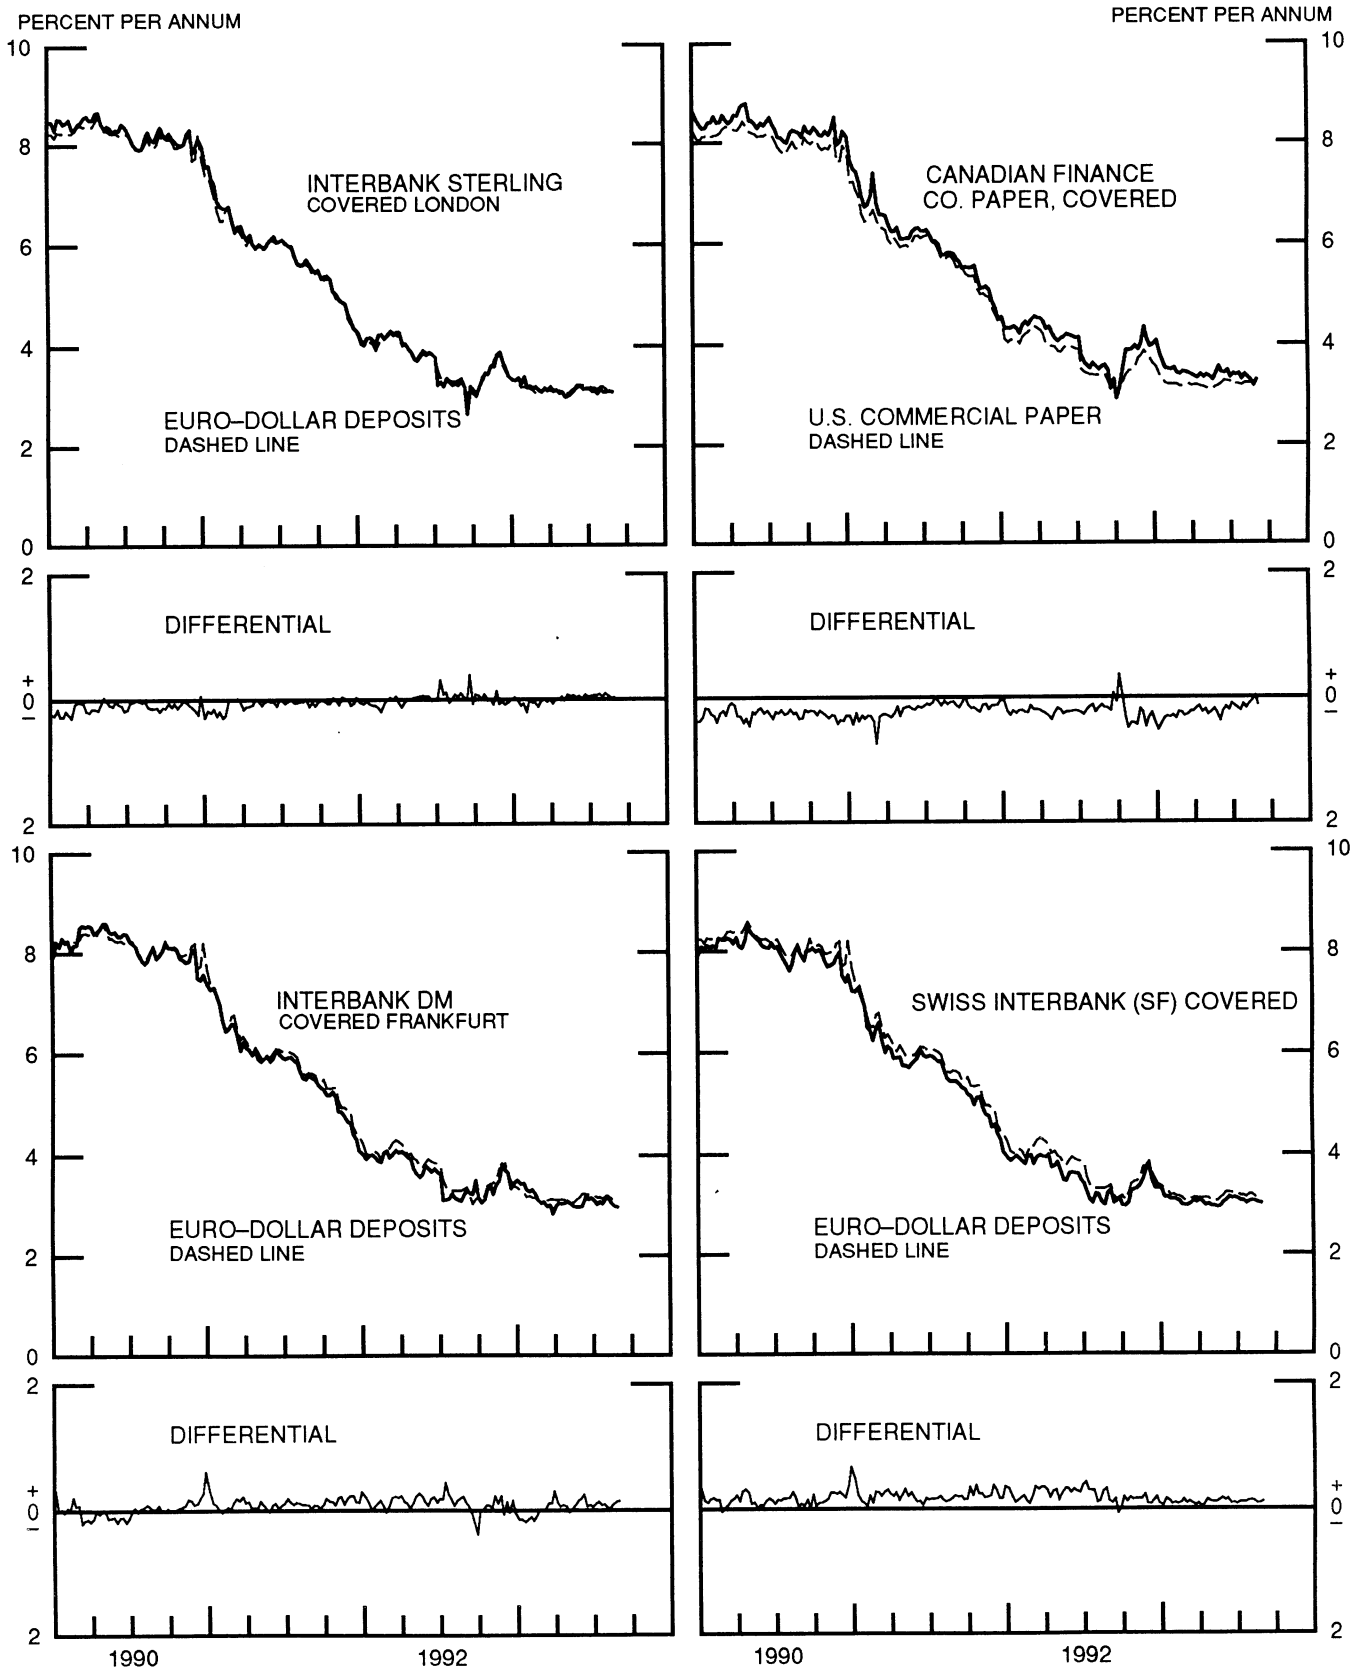 PERCENT PER ANNUM
PERCENT PER ANNUM
10
8
6
4
2
0
INTERBANK STERLING
COVERED LONDON
EURO–DOLLAR DEPOSITS
DASHED LINE
CANADIAN FINANCE
CO. PAPER, COVERED
U.S. COMMERCIAL PAPER
DASHED LINE
10
8
6
4
2
0
2
+
0
–
2
DIFFERENTIAL
DIFFERENTIAL
2
+
0
–
2
10
8
6
4
2
0
INTERBANK DM
COVERED FRANKFURT
EURO–DOLLAR DEPOSITS
DASHED LINE
SWISS INTERBANK (SF) COVERED
EURO–DOLLAR DEPOSITS
DASHED LINE
10
8
6
4
2
0
2
+
0
–
2
DIFFERENTIAL
DIFFERENTIAL
2
+
0
–
2
1990
1992
1990
1992